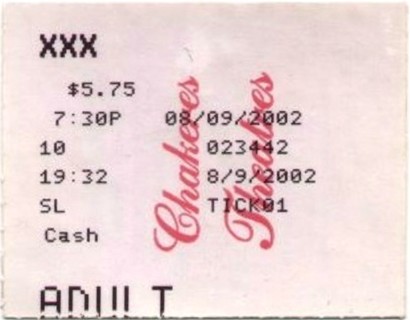 XXX
$5.75
7:30P 08/09/2002
10 023442
19:32 8/9/2002
SL TICK01
Cash
ADULT
Chakeres
Theatres